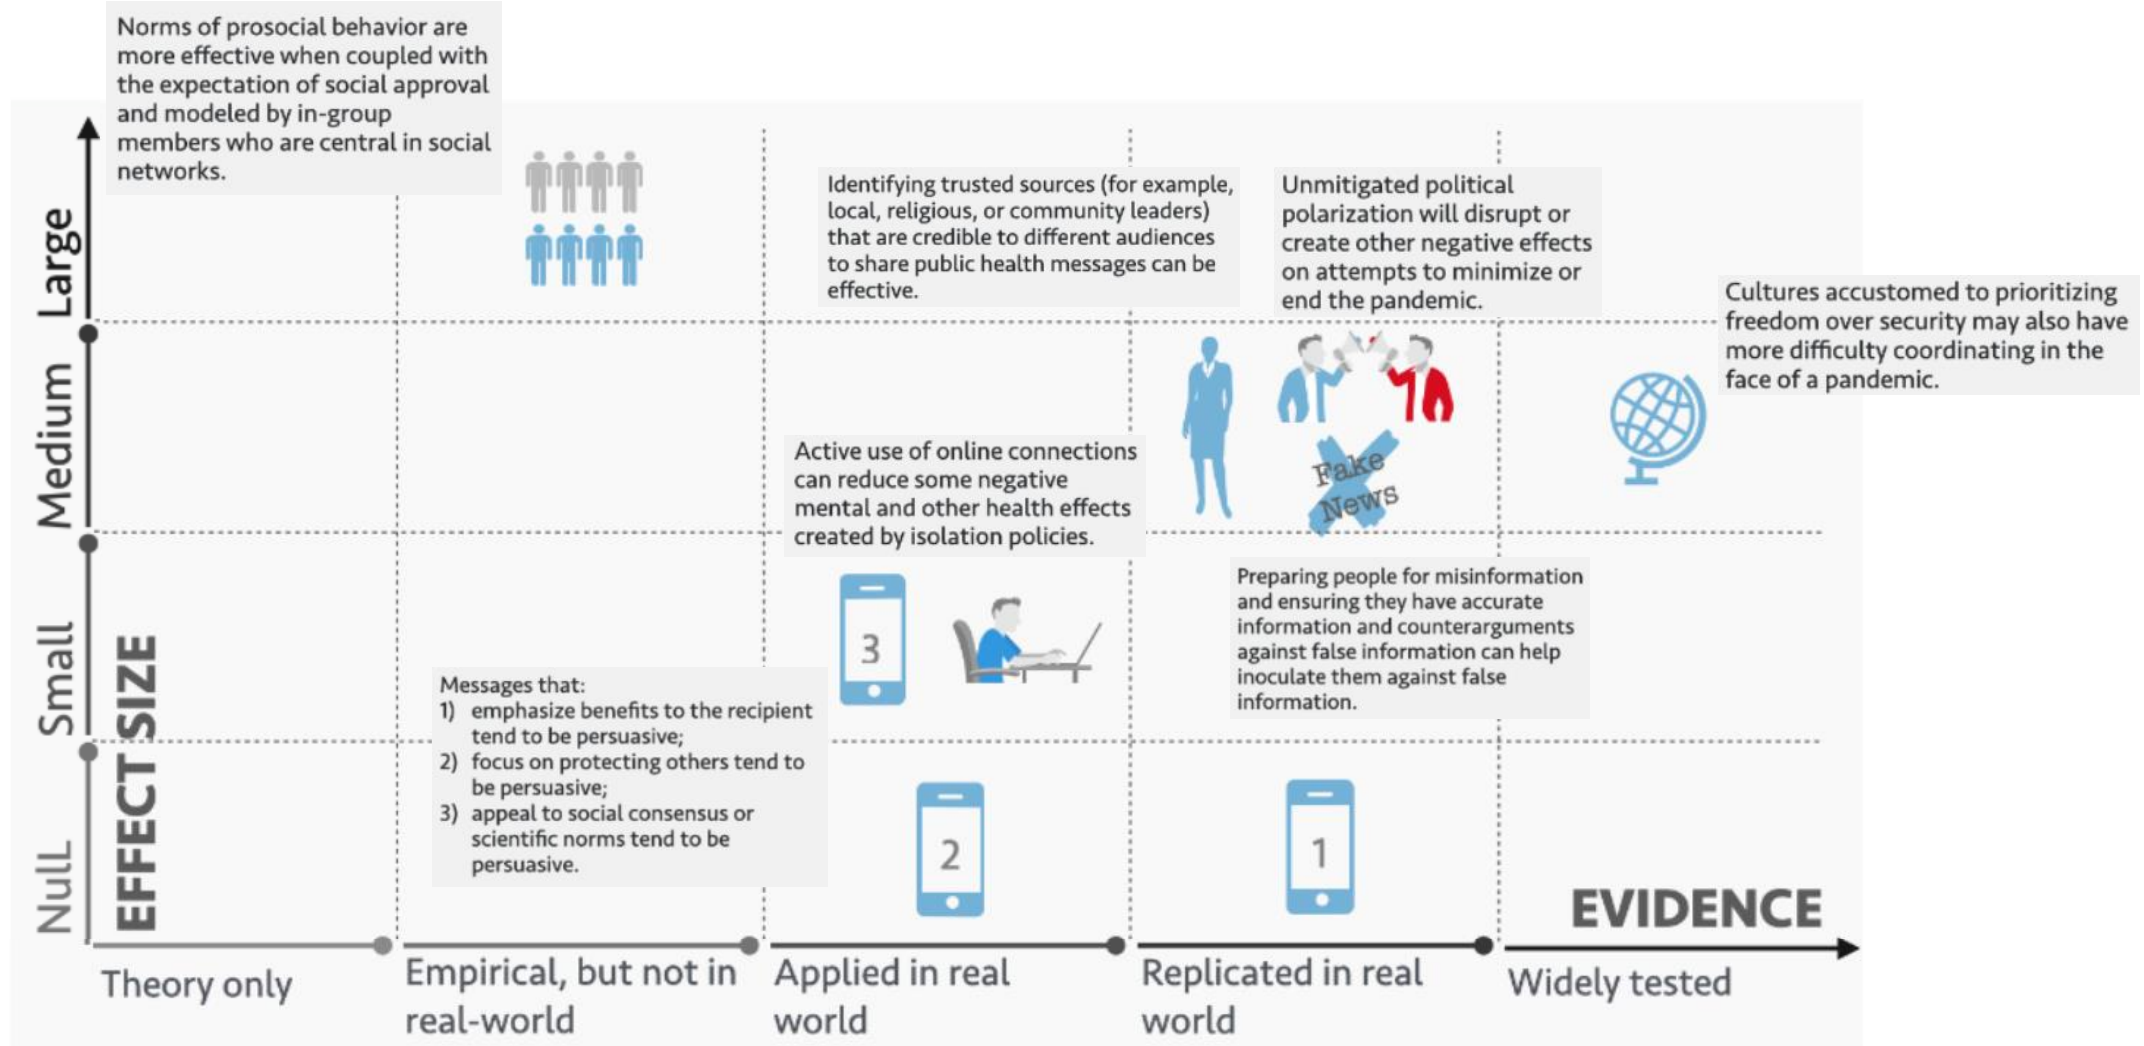 Norms of prosocial behavior are
more effective when coupled with
the expectation of social approval
and modeled by in-group
members who are central in social
networks.
Identifying trusted sources (for example,
local, religious, or community leaders)
that are credible to different audiences
to share public health messages can be
effective.
Unmitigated political
polarization will disrupt or
create other negative effects
on attempts to minimize or
end the pandemic.
Cultures accustomed to prioritizing
freedom over security may also have
more difficulty coordinating in the
face of a pandemic.
Active use of online connections
can reduce some negative
mental and other health effects
created by isolation policies.
Fake
News
Preparing people for misinformation
and ensuring they have accurate
information and counterarguments
against false information can help
inoculate them against false
information.
3
Messages that:
1) emphasize benefits to the recipient
tend to be persuasive;
2) focus on protecting others tend to
be persuasive;
3) appeal to social consensus or
scientific norms tend to be
persuasive.
2
1
Large
Medium
Small
Null
EFFECT SIZE
EVIDENCE
Theory only
Empirical, but not in
real-world
Applied in real
world
Replicated in real
world
Widely tested